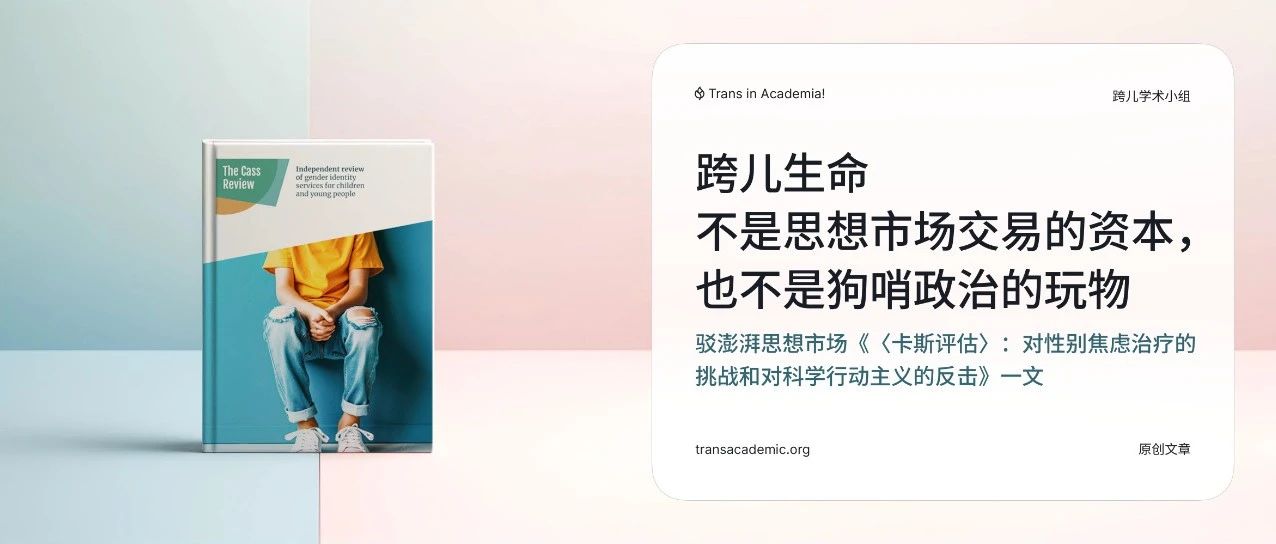 The Cass
Review
Independent review
of gender identity
services for children
and young people
Trans in Academia!
跨儿学术小组
跨儿生命
不是思想市场交易的资本，
也不是狗哨政治的玩物
驳澎湃思想市场《〈卡斯评估〉：对性别焦虑治疗的
挑战和对科学行动主义的反击》一文
transacademic.org
原创文章